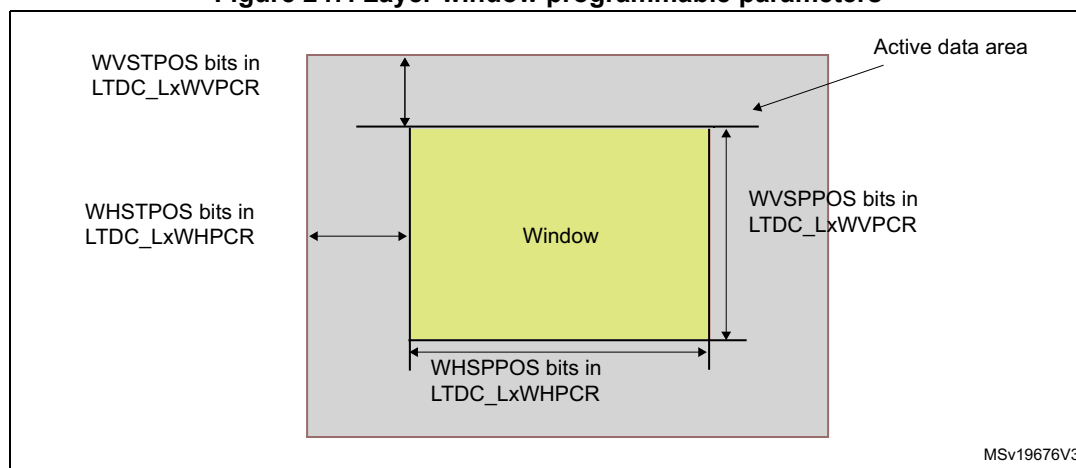 Figure 241. Layer window programmable parameters
WVSTPOS bits in
LTDC_LxWVPCR
Active data area
WHSTPOS bits in
LTDC_LxWHPCR
Window
WVSPPOS bits in
LTDC_LxWVPCR
WHSPPOS bits in
LTDC_LxWHPCR
MSv19676V3